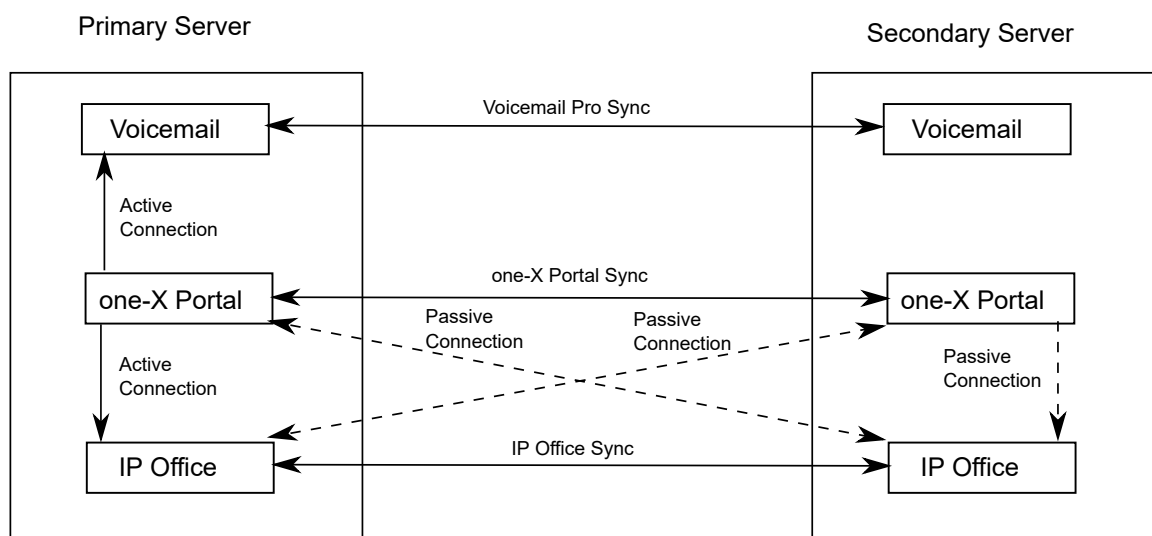 Primary Server
Secondary Server
Voicemail Pro Sync
Voicemail
Voicemail
Active
Connection
one-X Portal Sync
one-X Portal
one-X Portal
Passive
Connection
Passive
Connection
Active
Connection
Passive
Connection
IP Office Sync
IP Office
IP Office